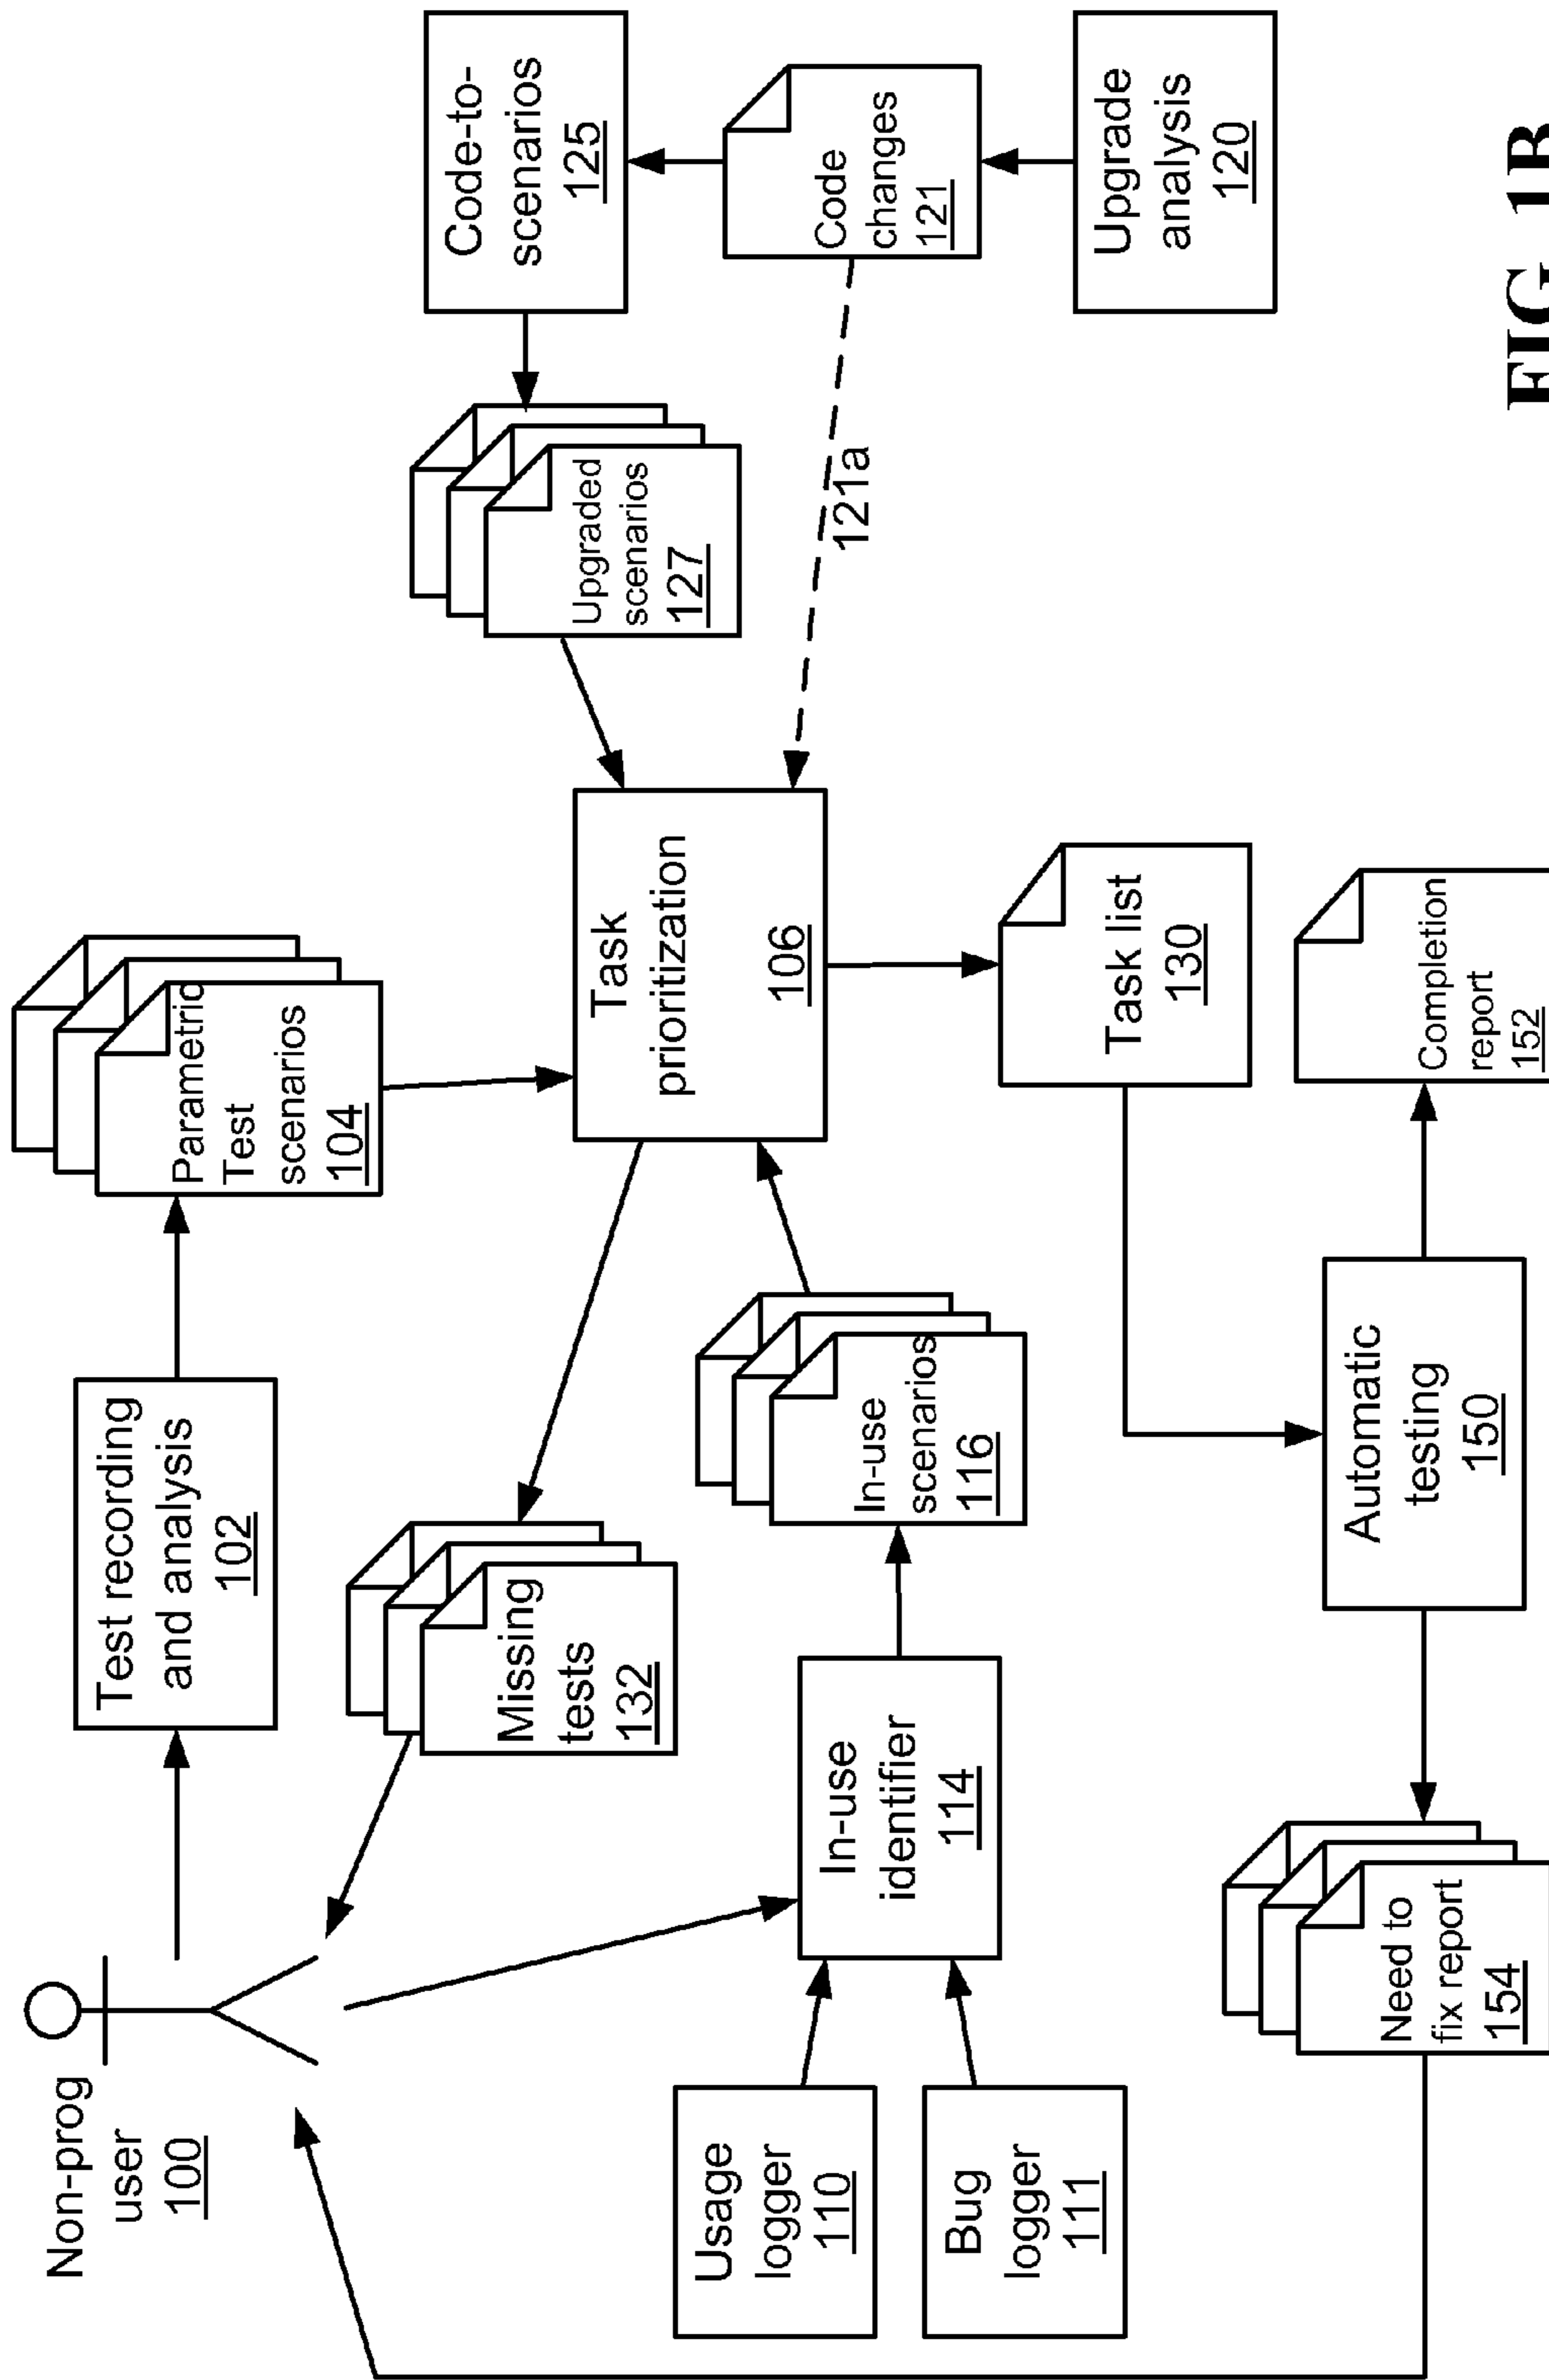 Non-prog
user
100
Test recording
and analysis
102
Parametric
Test
scenarios
104
Missing
tests
132
Usage
logger
110
Bug
logger
111
In-use
identifier
114
In-use
scenarios
116
Task
prioritization
106
Upgraded
scenarios
127
Code-to-
scenarios
125
121a
Code
changes
121
Upgrade
analysis
120
Task list
130
Need to
fix report
154
Automatic
testing
150
Completion
report
152
FIG. 1B